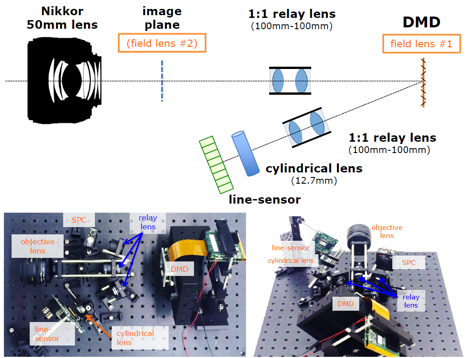 Nikkor
50mm lens
image
plane
(field lens #2)
1:1 relay lens
(100mm-100mm)
DMD
field lens #1
1:1 relay lens
(100mm-100mm)
cylindrical lens
(12.7mm)
line-sensor
SPC
relay
lens
objective
lens
DMD
line-
sensor
cylindrical
lens
objective
lens
line-sensor
cylindrical lens
SPC
DMD
relay
lens